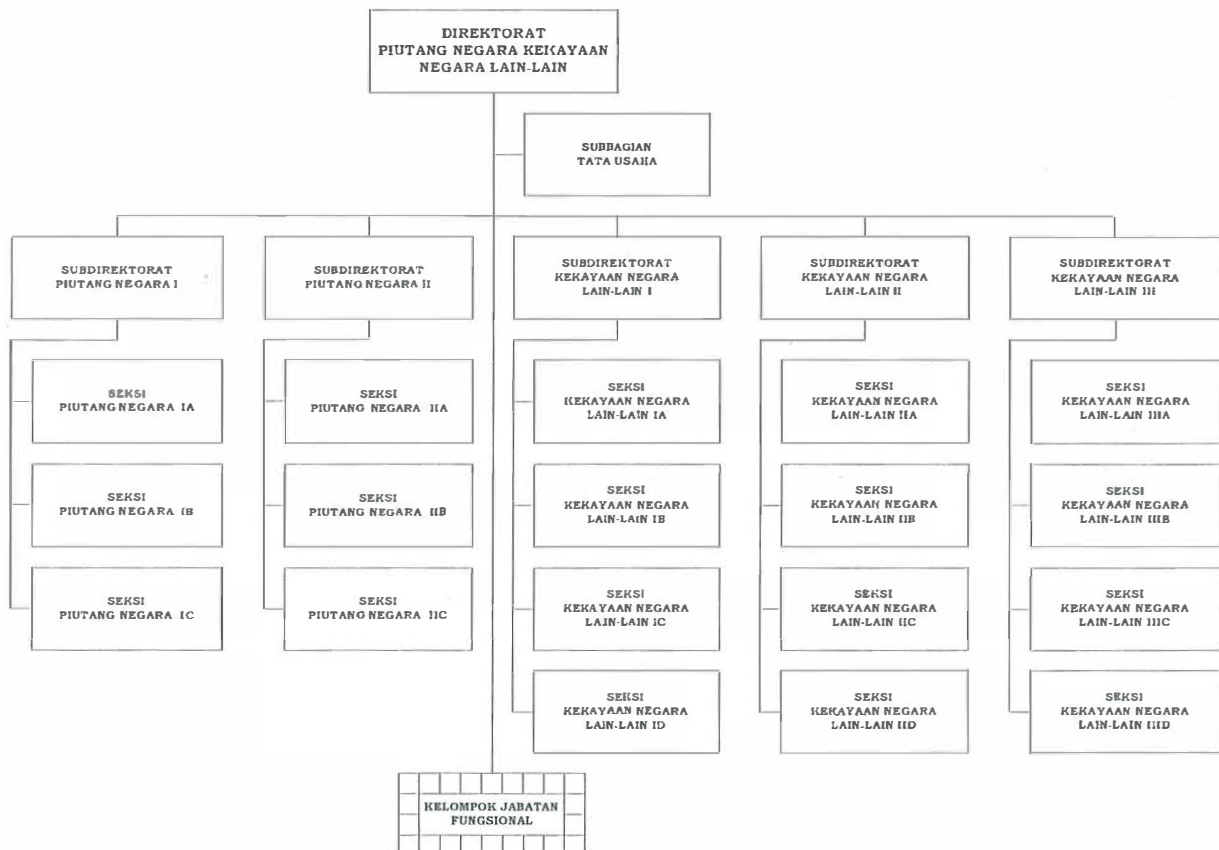 DIREKTORAT
PIUTANG NEGARA KEKAYAAN
NEGARA LAIN-LAIN
SUBBAGIAN
TATA USAHA
SUBDIREKTORAT
PIUTANG NEGARA I
SUBDIREKTORAT
PIUTANG NEGARA II
SUBDIREKTORAT
KEKAYAAN NEGARA
LAIN-LAIN I
SUBDIREKTORAT
KEKAYAAN NEGARA
LAIN-LAIN II
SUBDIREKTORAT
KEKAYAAN NEGARA
LAIN-LAIN III
SEKSI
PIUTANG NEGARA IA
SEKSI
PIUTANG NEGARA IIA
SEKSI
KEKAYAAN NEGARA
LAIN-LAIN IA
SEKSI
KEKAYAAN NEGARA
LAIN-LAIN IIA
SEKSI
KEKAYAAN NEGARA
LAIN-LAIN IIIA
SEKSI
PIUTANG NEGARA IB
SEKSI
PIUTANG NEGARA IIB
SEKSI
KEKAYAAN NEGARA
LAIN-LAIN IB
SEKSI
KEKAYAAN NEGARA
LAIN-LAIN IIB
SEKSI
KEKAYAAN NEGARA
LAIN-LAIN IIIB
SEKSI
PIUTANG NEGARA IC
SEKSI
PIUTANG NEGARA IIC
SEKSI
KEKAYAAN NEGARA
LAIN-LAIN IC
SEKSI
KEKAYAAN NEGARA
LAIN-LAIN IIC
SEKSI
KEKAYAAN NEGARA
LAIN-LAIN IIIC
SEKSI
KEKAYAAN NEGARA
LAIN-LAIN ID
SEKSI
KEKAYAAN NEGARA
LAIN-LAIN IID
SEKSI
KEKAYAAN NEGARA
LAIN-LAIN IIID
KELOMPOK JABATAN
FUNGSIONAL